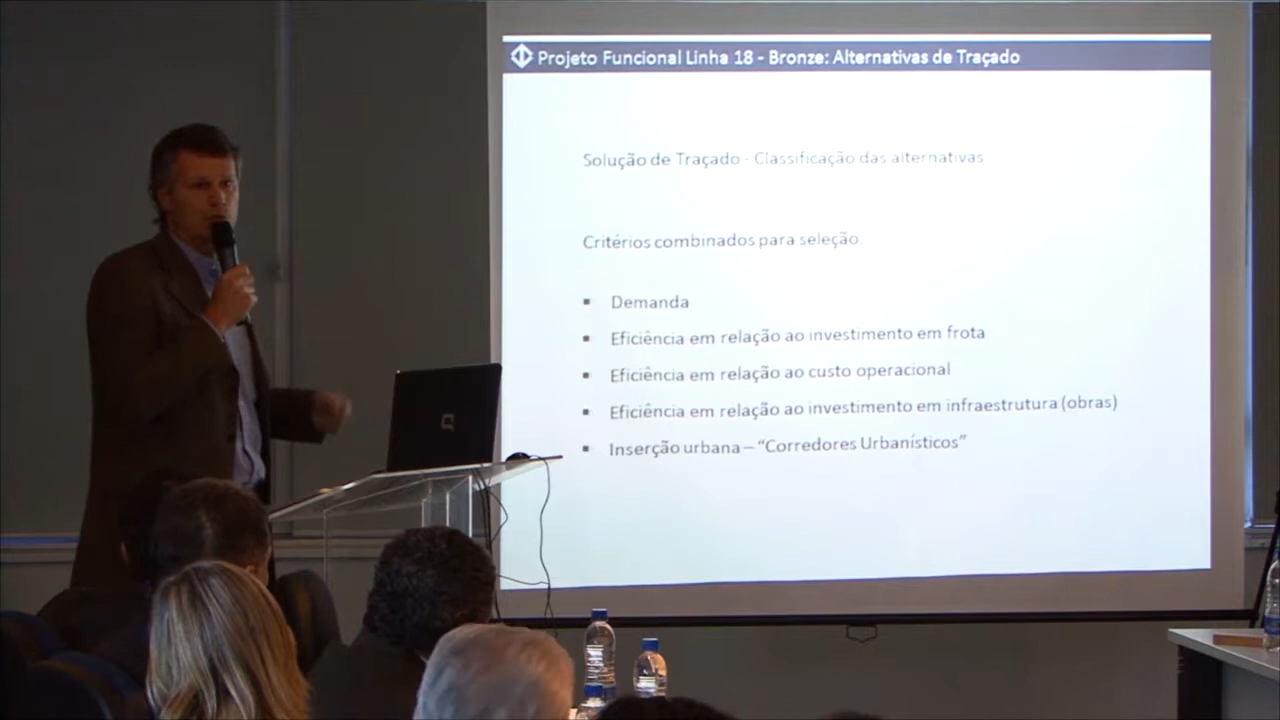 Projeto Funcional Linha 18 - Bronze: Alternativas de Traçado
Solução de Traçado - Classificação das alternativas
Critérios combinados para seleção:
▪ Demanda
▪ Eficiência em relação ao investimento em frota
▪ Eficiência em relação ao custo operacional
▪ Eficiência em relação ao investimento em infraestrutura (obras)
▪ Inserção urbana – “Corredores Urbanísticos”